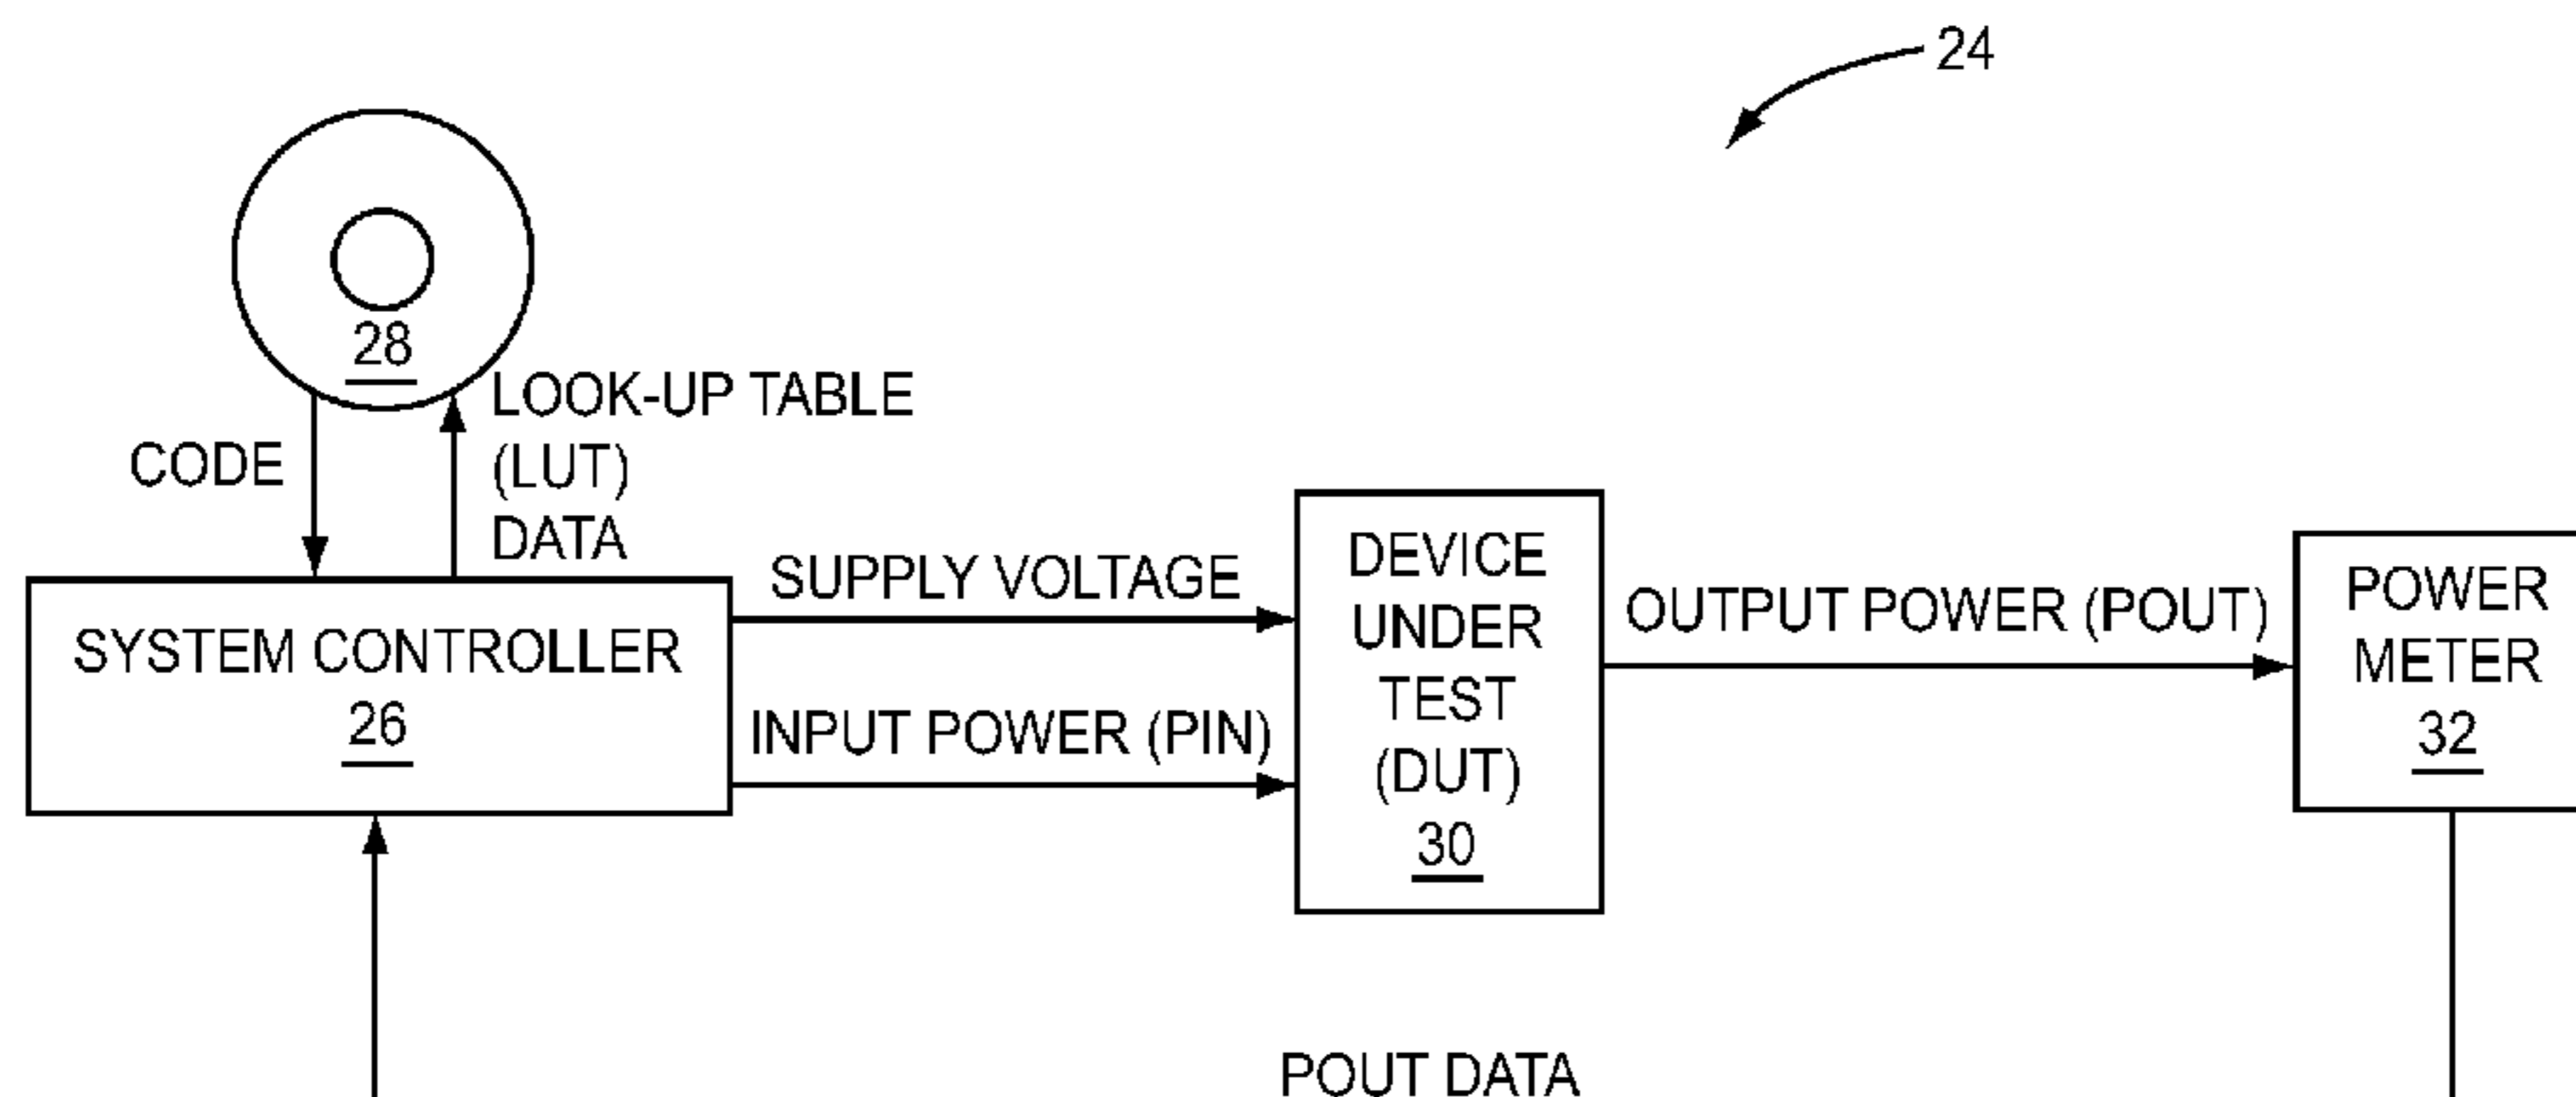 24
28
LOOK-UP TABLE
(LUT)
DATA
CODE
SYSTEM CONTROLLER
26
SUPPLY VOLTAGE
INPUT POWER (PIN)
DEVICE
UNDER
TEST
(DUT)
30
OUTPUT POWER (POUT)
POWER
METER
32
POUT DATA